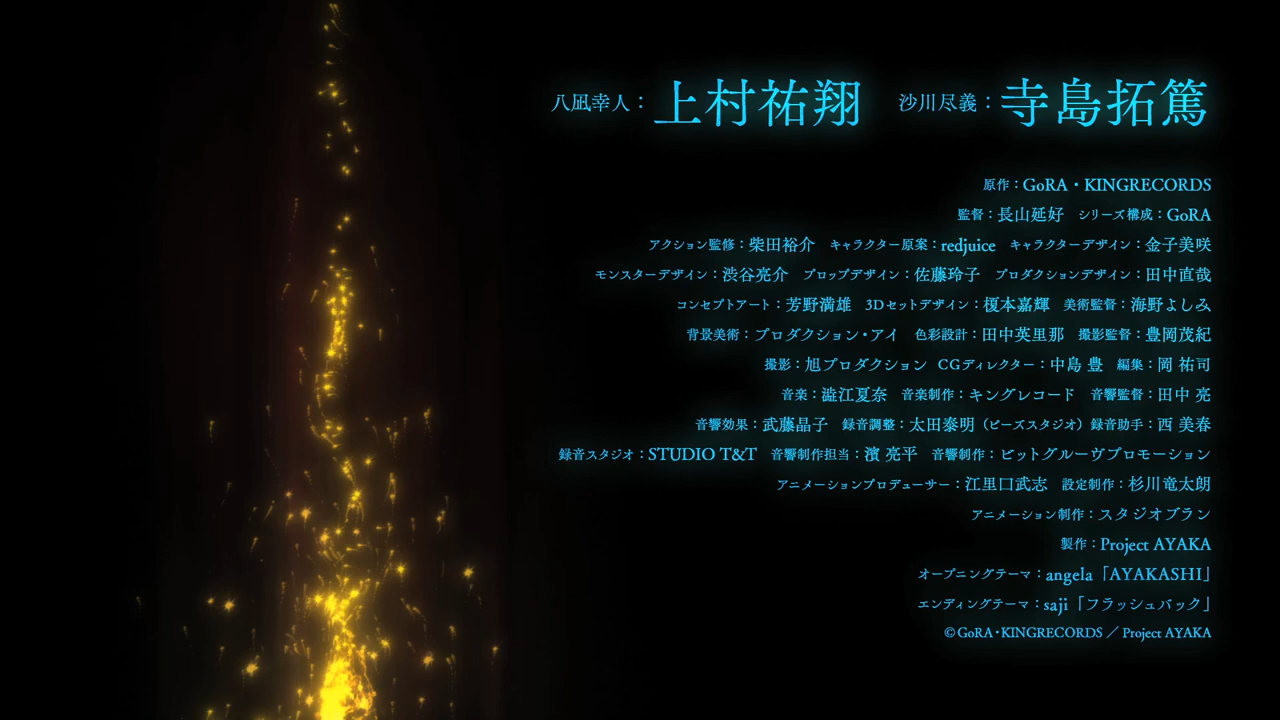 八凪幸人：上村祐翔　沙川尽義：寺島拓篤
原作：GoRA・KINGRECORDS
監督：長山延好　シリーズ構成：GoRA
アクション監修：柴田裕介　キャラクター原案：redjuice　キャラクターデザイン：金子美咲
モンスターデザイン：渋谷亮介　プロップデザイン：佐藤玲子　プロダクションデザイン：田中直哉
コンセプトアート：芳野満雄　3Dセットデザイン：榎本嘉輝　美術監督：海野よしみ
背景美術：プロダクション・アイ　色彩設計：田中英里那　撮影監督：豊岡茂紀
撮影：旭プロダクション　CGディレクター：中島 豊　編集：岡 祐司
音楽：澁江夏奈　音楽制作：キングレコード　音響監督：田中 亮
音響効果：武藤晶子　録音調整：太田泰明（ビーズスタジオ）録音助手：西 美春
録音スタジオ：STUDIO T&T　音響制作担当：濱 亮平　音響制作：ビットグルーヴプロモーション
アニメーションプロデューサー：江里口武志　設定制作：杉川竜太朗
アニメーション制作：スタジオブラン
製作：Project AYAKA
オープニングテーマ：angela「AYAKASHI」
エンディングテーマ：saji「フラッシュバック」
©GoRA・KINGRECORDS ／ Project AYAKA